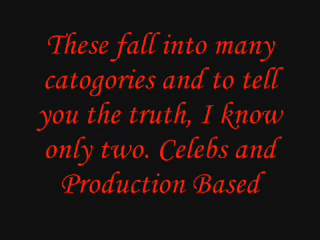 These fall into many
catogories and to tell
you the truth, I know
only two. Celebs and
Production Based